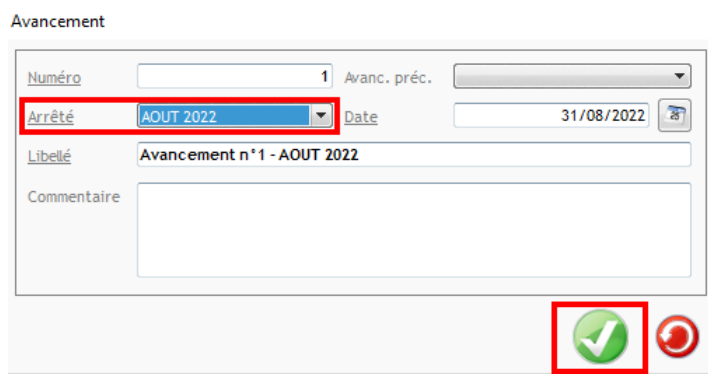 Avancement
Numéro 1 Avanc. préc.
Arrêté AOUT 2022 Date 31/08/2022
Libellé Avancement n°1 - AOUT 2022
Commentaire